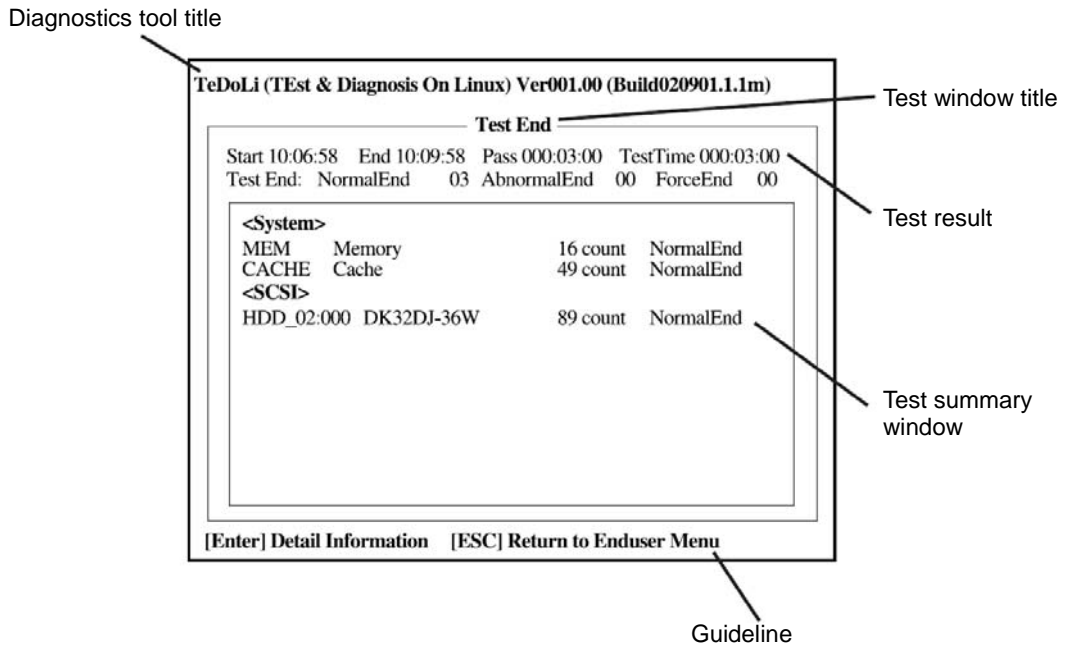 Diagnostics tool title
TeDoLi (TEst & Diagnosis On Linux) Ver001.00 (Build020901.1.1m)
Test window title
Test End
Start 10:06:58 End 10:09:58 Pass 000:03:00 TestTime 000:03:00
Test End: NormalEnd 03 AbnormalEnd 00 ForceEnd 00
Test result
<System>
MEM Memory 16 count NormalEnd
CACHE Cache 49 count NormalEnd
<SCSI>
HDD_02:000 DK32DJ-36W 89 count NormalEnd
Test summary
window
[Enter] Detail Information [ESC] Return to Enduser Menu
Guideline